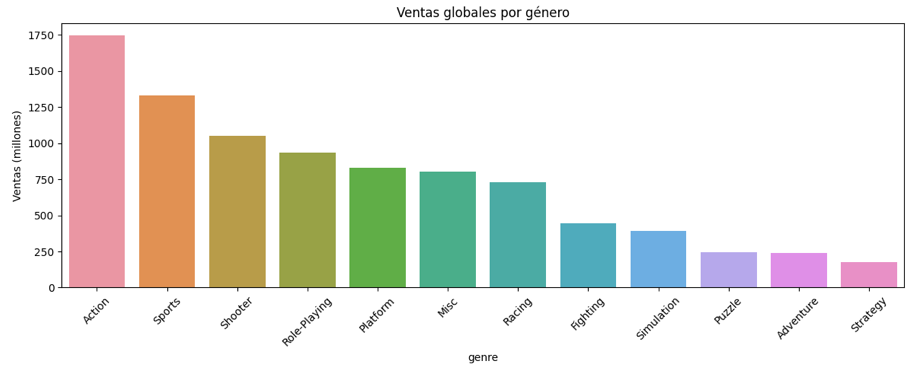 Ventas globales por género
Ventas (millones)
1750
1500
1250
1000
750
500
250
0
Action
Sports
Shooter
Role-Playing
Platform
Misc
Racing
Fighting
Simulation
Puzzle
Adventure
Strategy
genre